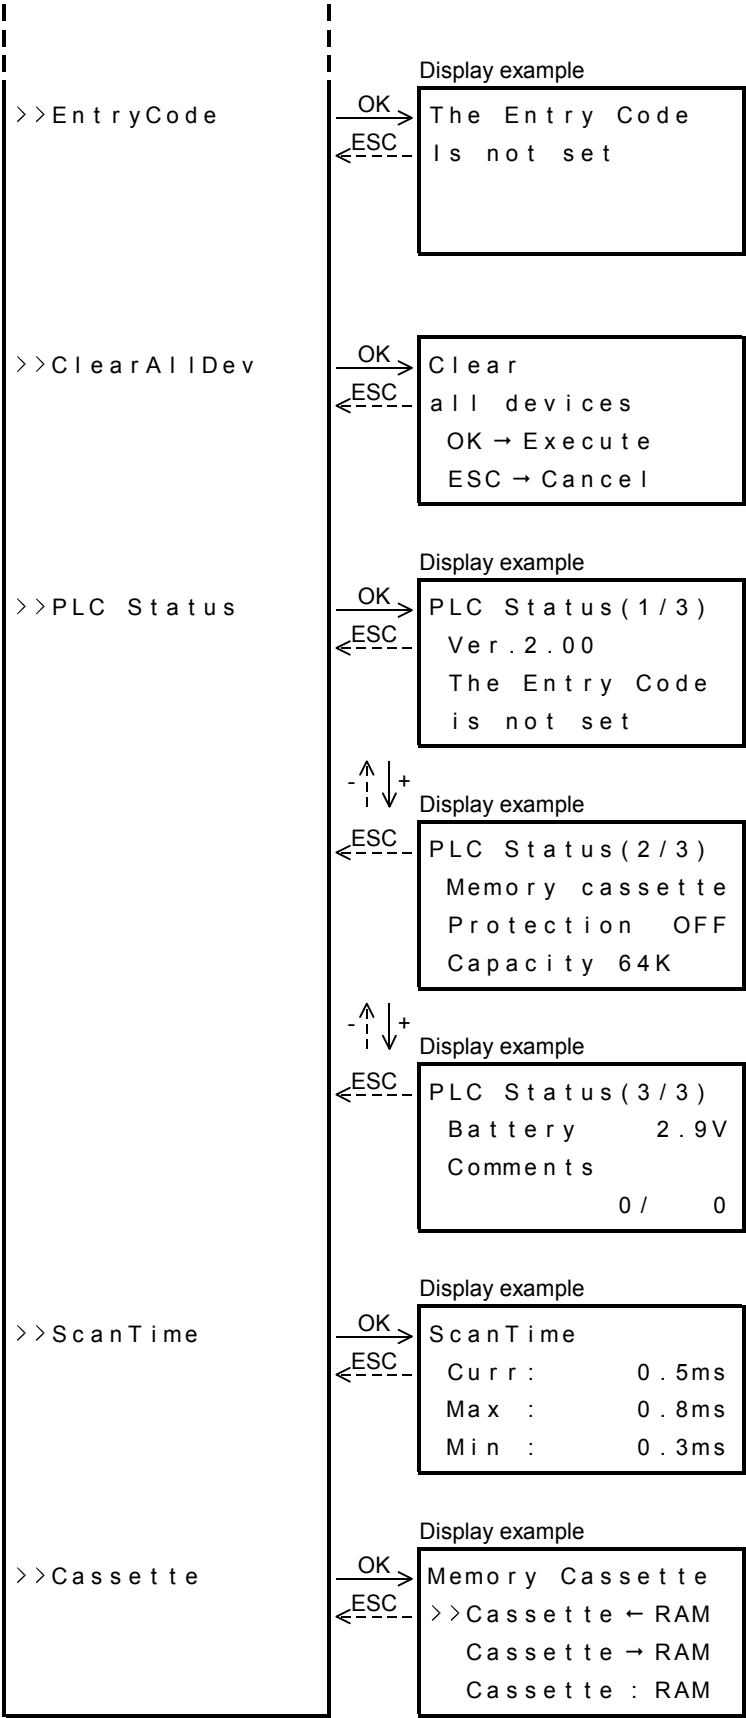 Display example
>>EntryCode
OK
ESC
The Entry Code
Is not set
>>ClearAllDev
OK
ESC
Clear
all devices
OK→Execute
ESC→Cancel
Display example
>>PLC Status
OK
ESC
PLC Status(1/3)
Ver.2.00
The Entry Code
is not set
- +
Display example
ESC
PLC Status(2/3)
Memory cassette
Protection OFF
Capacity 64K
- +
Display example
ESC
PLC Status(3/3)
Battery 2.9V
Comments
0/ 0
Display example
>>ScanTime
OK
ESC
ScanTime
Curr: 0.5ms
Max : 0.8ms
Min : 0.3ms
Display example
>>Cassette
OK
ESC
Memory Cassette
>>Cassette←RAM
Cassette→RAM
Cassette : RAM